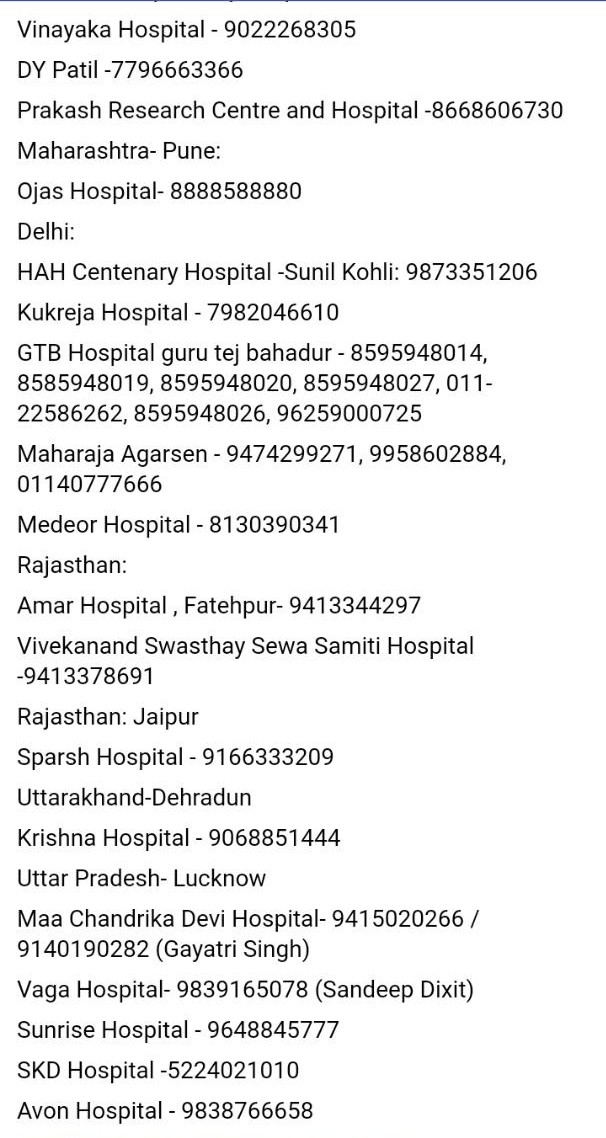 Vinayaka Hospital - 9022268305
DY Patil -7796663366
Prakash Research Centre and Hospital -8668606730
Maharashtra- Pune:
Ojas Hospital- 8888588880
Delhi:
HAH Centenary Hospital -Sunil Kohli: 9873351206
Kukreja Hospital - 7982046610
GTB Hospital guru tej bahadur - 8595948014,
8585948019, 8595948020, 8595948027, 011-
22586262, 8595948026, 96259000725
Maharaja Agarsen - 9474299271, 9958602884,
01140777666
Medeor Hospital - 8130390341
Rajasthan:
Amar Hospital , Fatehpur- 9413344297
Vivekanand Swasthay Sewa Samiti Hospital
-9413378691
Rajasthan: Jaipur
Sparsh Hospital - 9166333209
Uttarakhand-Dehradun
Krishna Hospital - 9068851444
Uttar Pradesh- Lucknow
Maa Chandrika Devi Hospital- 9415020266 /
9140190282 (Gayatri Singh)
Vaga Hospital- 9839165078 (Sandeep Dixit)
Sunrise Hospital - 9648845777
SKD Hospital -5224021010
Avon Hospital - 9838766658